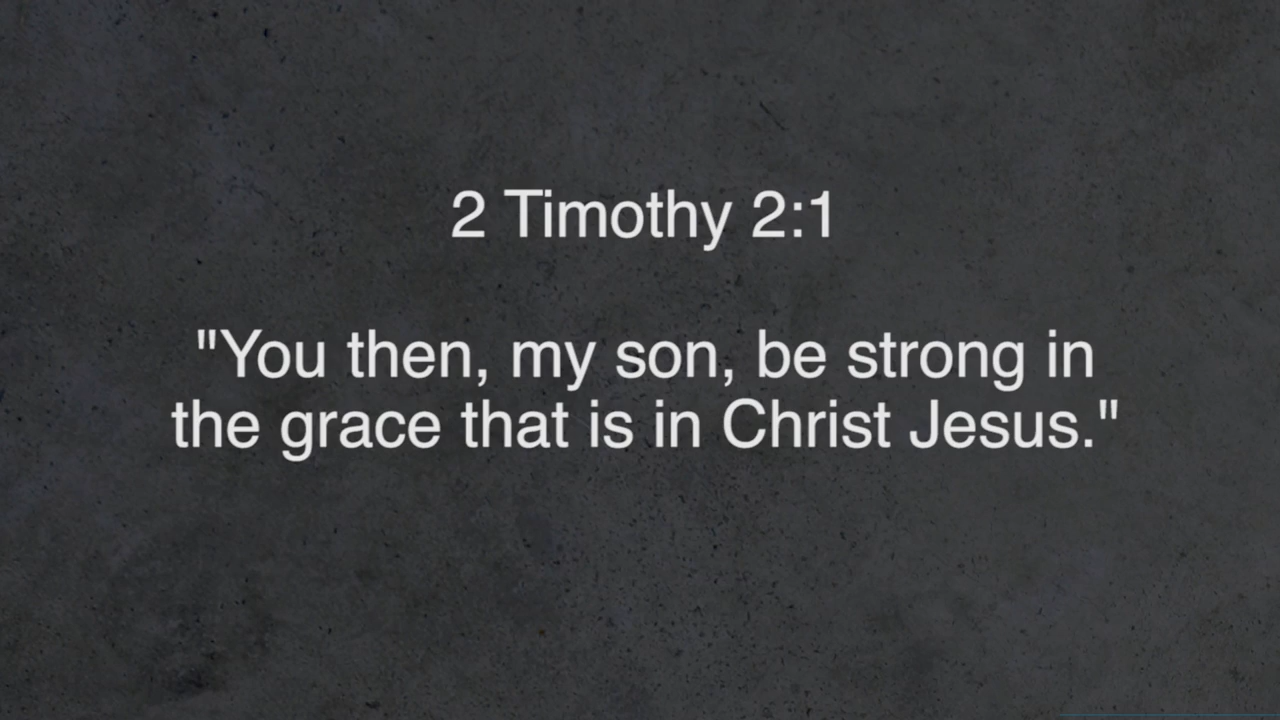 2 Timothy 2:1
"You then, my son, be strong in
the grace that is in Christ Jesus."